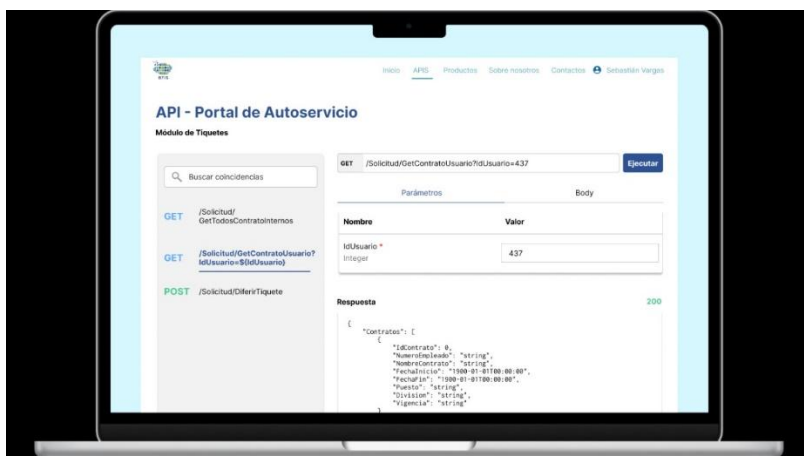 BTIS
Inicio APIS Productos Sobre nosotros Contactos Sebastián Vargas
API - Portal de Autoservicio
Módulo de Tiquetes
Buscar coincidencias
GET /Solicitud/
GetTodosContratoInternos
GET /Solicitud/GetContratoUsuario?
IdUsuario=${IdUsuario}
POST /Solicitud/DiferirTiquete
GET /Solicitud/GetContratoUsuario?IdUsuario=437 Ejecutar
Parámetros Body
Nombre Valor
IdUsuario * 437
Integer
Respuesta 200
{
"Contratos": [
{
"IdContrato": 0,
"NumeroEmpleado": "string",
"NombreContrato": "string",
"FechaInicio": "1900-01-01T00:00:00",
"FechaFin": "1900-01-01T00:00:00",
"Puesto": "string",
"Division": "string",
"Vigencia": "string"
}